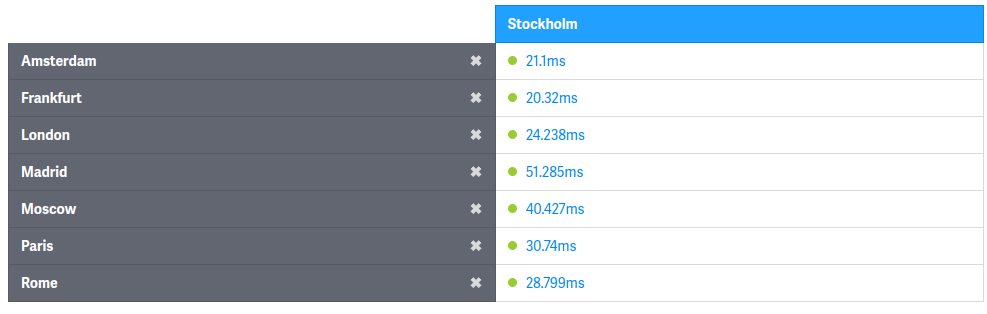 Stockholm
Amsterdam ✖ 21.1ms
Frankfurt ✖ 20.32ms
London ✖ 24.238ms
Madrid ✖ 51.285ms
Moscow ✖ 40.427ms
Paris ✖ 30.74ms
Rome ✖ 28.799ms